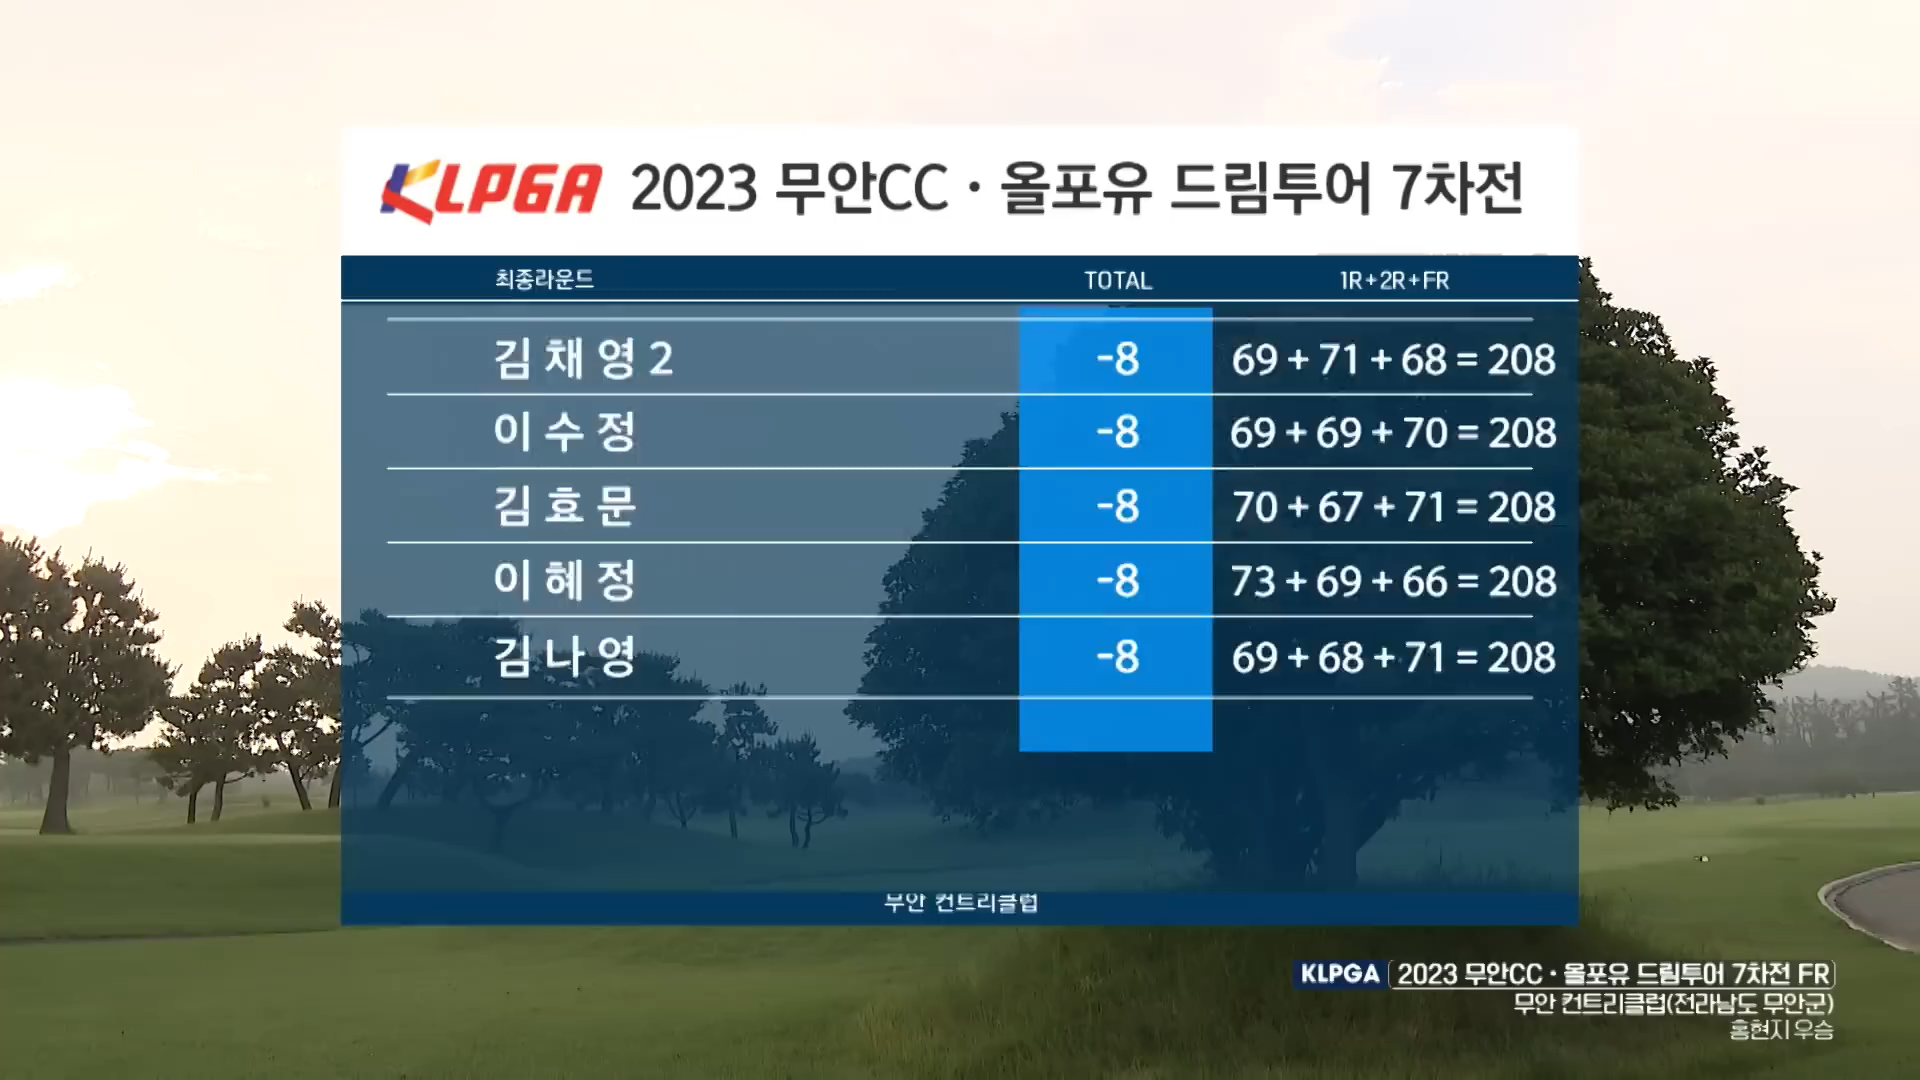 KLPGA 2023 무안CC · 올포유 드림투어 7차전
최종라운드 TOTAL 1R+2R+FR
김채영2 -8 69 + 71 + 68 = 208
이수정 -8 69 + 69 + 70 = 208
김효문 -8 70 + 67 + 71 = 208
이혜정 -8 73 + 69 + 66 = 208
김나영 -8 69 + 68 + 71 = 208
무안 컨트리클럽
KLPGA 2023 무안CC · 올포유 드림투어 7차전 FR
무안 컨트리클럽(전라남도 무안군)
홍현지 우승